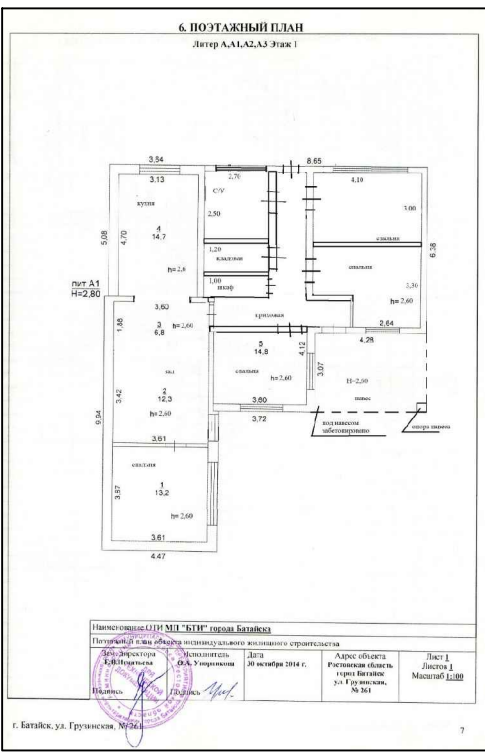 6. ПОЭТАЖНЫЙ ПЛАН
Литер А,А1,А2,А3 Этаж 1
3,54
3,13
кухня
4
14,7
5,08
4,70
h=2,8
2,70
С/У
2,50
1,20
кладовая
1,00
шкаф
8,65
4,10
3,00
спальня
спальня
3,30
h= 2,60
6,38
2,64
4,28
лит А1
H=2,80
3,60
3
6,8
h= 2,60
1,88
2
12,3
h= 2,60
3,42
9,94
3,61
5
14,8
4,12
спальня
h=2,60
3,60
3,72
3,07
H=2,50
навес
под навесом
забетонировано
опора навеса
спальня
1
13,2
3,87
h= 2,60
3,61
4,47
Наименование ОТИ МП "БТИ" города Батайска
Поэтажный план объекта индивидуального жилищного строительства
Зам. директора
Е.В.Игнатьева
Подпись
Исполнитель
О.А.
Подпись
Дата
30 октября 2014 г.
Адрес объекта
Ростовская область
город Батайск
ул. Грузинская,
№ 261
Лист 1
Листов 1
Масштаб 1:100
г. Батайск, ул. Грузинская, № 261
7